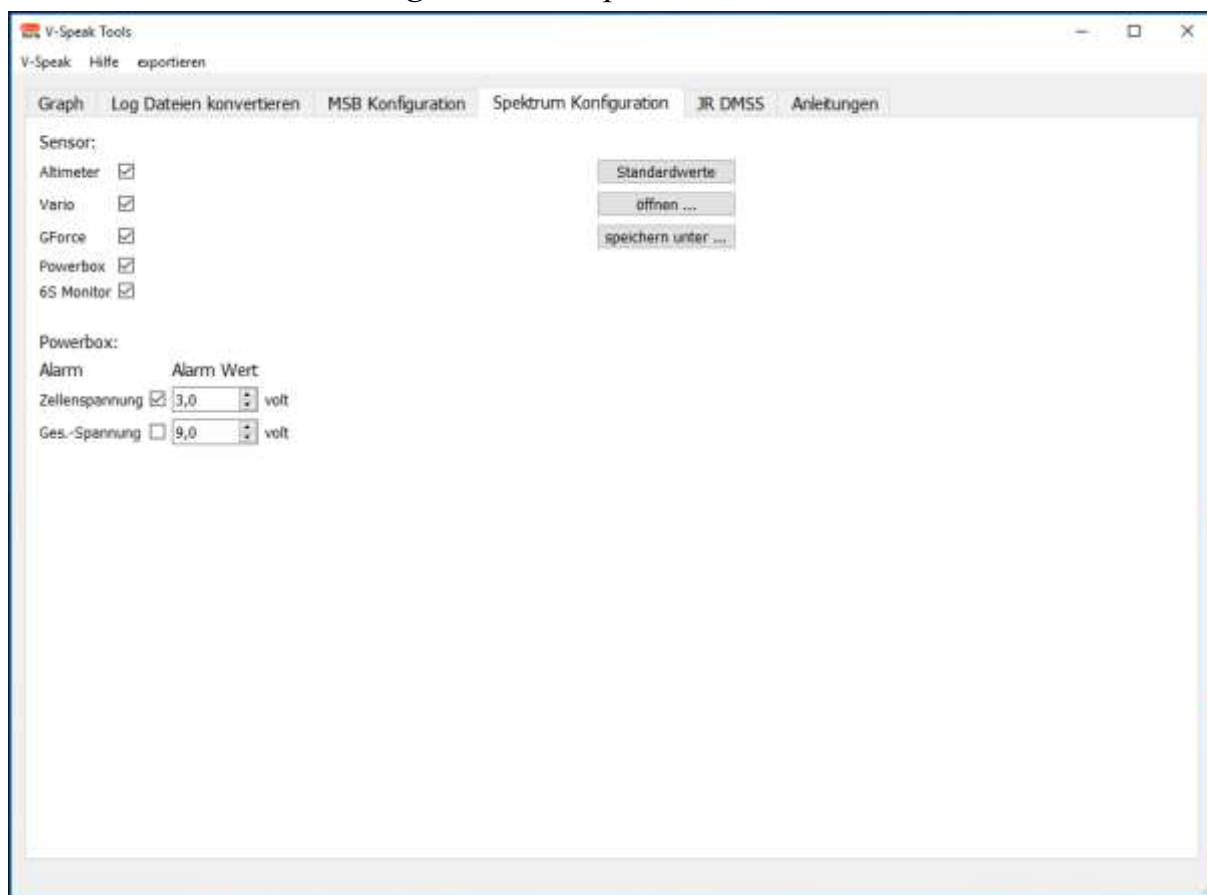 V-Speak Tools
V-Speak Hilfe exportieren
Graph Log Dateien konvertieren MSB Konfiguration Spektrum Konfiguration JR DMSS Anleitungen
Sensor:
Altimeter
Vario
GForce
Powerbox
6S Monitor
Standardwerte
öffnen ...
speichern unter ...
Powerbox:
Alarm Alarm Wert
Zellenspannung 3,0 volt
Ges.-Spannung 9,0 volt